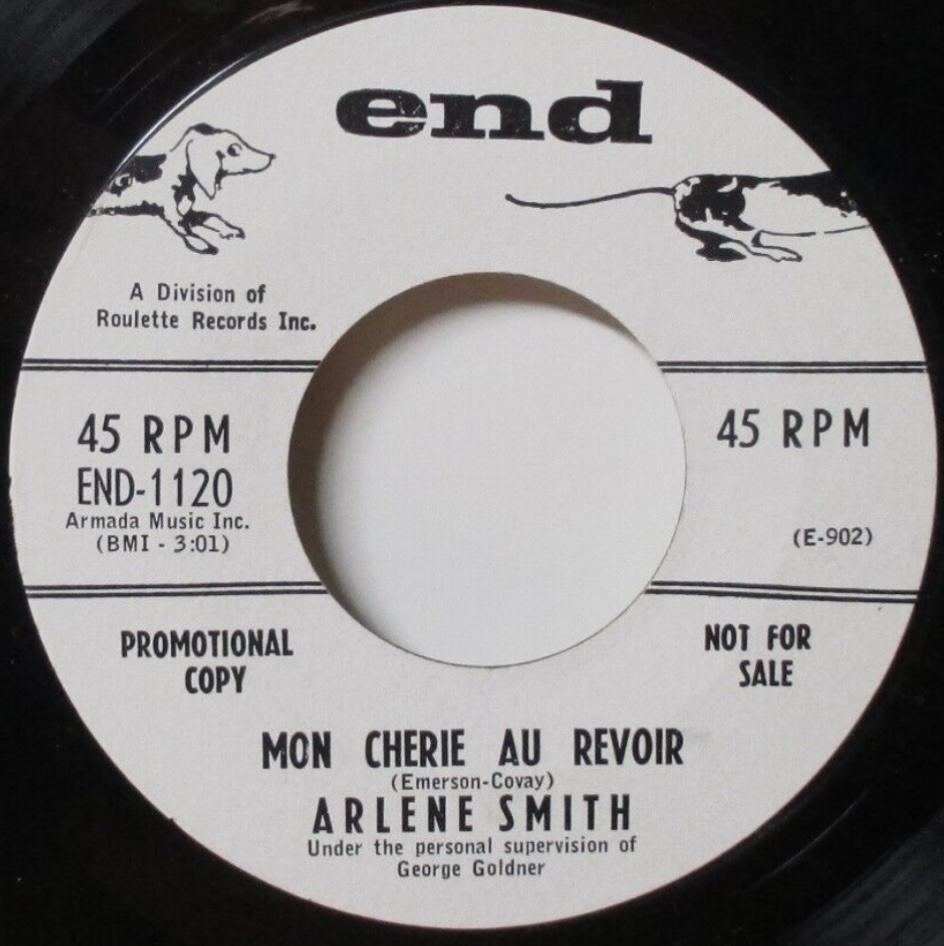 end
A Division of
Roulette Records Inc.
45 RPM
END-1120
Armada Music Inc.
(BMI - 3:01)
45 RPM
(E-902)
PROMOTIONAL
COPY
NOT FOR
SALE
MON CHERIE AU REVOIR
(Emerson-Covay)
ARLENE SMITH
Under the personal supervision of
George Goldner